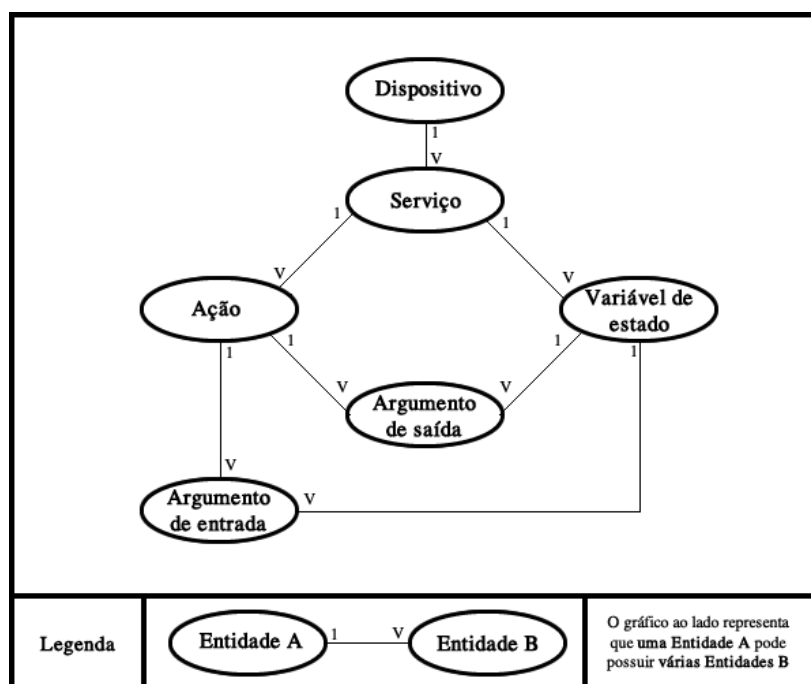 Dispositivo
1
V
Serviço
1
1
V
V
Ação
Variável de
estado
1
1
1
1
V
V
Argumento
de saída
V
V
Argumento
de entrada
Legenda
Entidade A
1
V
Entidade B
O gráfico ao lado representa
que uma Entidade A pode
possuir várias Entidades B